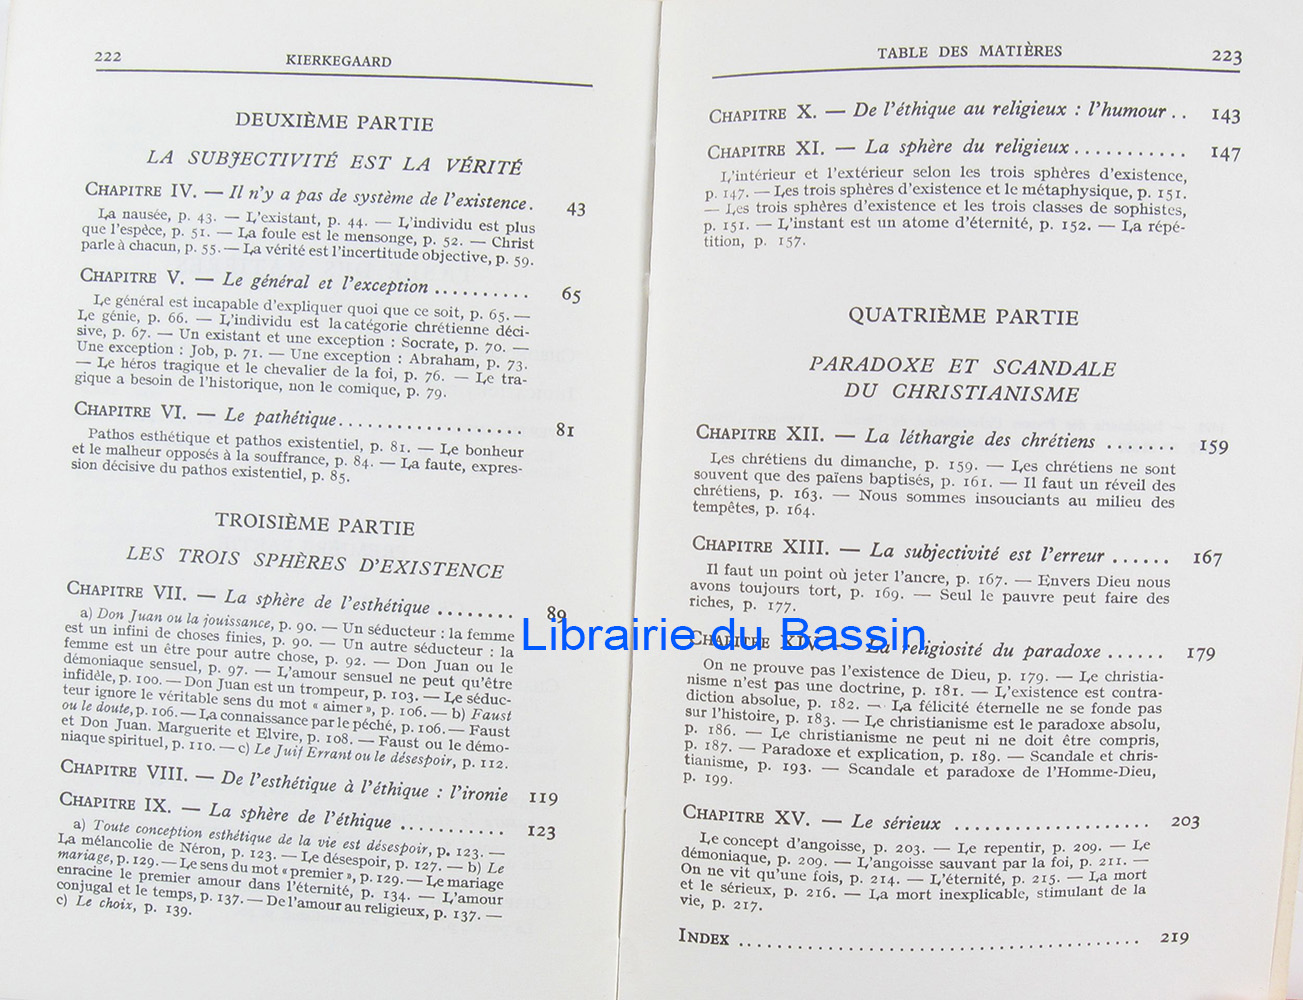 222
KIERKEGAARD
DEUXIÈME PARTIE
LA SUBJECTIVITÉ EST LA VÉRITÉ
CHAPITRE IV. — Il n'y a pas de système de l'existence. 43
La nausée, p. 43. — L'existant, p. 44. — L'individu est plus
que l'espèce, p. 51. — La foule est le mensonge, p. 52. — Christ
parle à chacun, p. 55. — La vérité est l'incertitude objective, p. 59.
CHAPITRE V. — Le général et l'exception .......... 65
Le général est incapable d'expliquer quoi que ce soit, p. 65. —
Le génie, p. 66. — L'individu est la catégorie chrétienne déci-
sive, p. 67. — Un existant et une exception : Socrate, p. 70. —
Une exception : Job, p. 71. — Une exception : Abraham, p. 73.
— Le héros tragique et le chevalier de la foi, p. 76. — Le tra-
gique a besoin de l'historique, non le comique, p. 79.
CHAPITRE VI. — Le pathétique................... 81
Pathos esthétique et pathos existentiel, p. 81. — Le bonheur
et le malheur opposés à la souffrance, p. 84. — La faute, expres-
sion décisive du pathos existentiel, p. 85.
TROISIÈME PARTIE
LES TROIS SPHÈRES D'EXISTENCE
CHAPITRE VII. — La sphère de l'esthétique ........ 89
a) Don Juan ou la jouissance, p. 90. — Un séducteur : la femme
est un infini de choses finies, p. 90. — Un autre séducteur : la
femme est un être pour autre chose, p. 92. — Don Juan ou le
démoniaque sensuel, p. 97. — L'amour sensuel ne peut qu'être
infidèle, p. 100. — Don Juan est un trompeur, p. 103. — Le séduc-
teur ignore le véritable sens du mot « aimer », p. 106. — b) Faust
ou le doute, p. 106. — La connaissance par le péché, p. 106. — Faust
et Don Juan. Marguerite et Elvire, p. 108. — Faust ou le démo-
niaque spirituel, p. 110. — c) Le Juif Errant ou le désespoir, p. 112.
CHAPITRE VIII. — De l'esthétique à l'éthique : l'ironie 119
CHAPITRE IX. — La sphère de l'éthique ........... 123
a) Toute conception esthétique de la vie est désespoir, p. 123. —
La mélancolie de Néron, p. 123. — Le désespoir, p. 127. — b) Le
mariage, p. 129. — Le sens du mot « premier », p. 129. — Le mariage
enracine le premier amour dans l'éternité, p. 134. — L'amour
conjugal et le temps, p. 137. — De l'amour au religieux, p. 137. —
c) Le choix, p. 139.
TABLE DES MATIÈRES
223
CHAPITRE X. — De l'éthique au religieux : l'humour .. 143
CHAPITRE XI. — La sphère du religieux........... 147
L'intérieur et l'extérieur selon les trois sphères d'existence,
p. 147. — Les trois sphères d'existence et le métaphysique, p. 151.
— Les trois sphères d'existence et les trois classes de sophistes,
p. 151. — L'instant est un atome d'éternité, p. 152. — La répé-
tition, p. 157.
QUATRIÈME PARTIE
PARADOXE ET SCANDALE
DU CHRISTIANISME
CHAPITRE XII. — La léthargie des chrétiens ....... 159
Les chrétiens du dimanche, p. 159. — Les chrétiens ne sont
souvent que des païens baptisés, p. 161. — Il faut un réveil des
chrétiens, p. 163. — Nous sommes insouciants au milieu des
tempêtes, p. 164.
CHAPITRE XIII. — La subjectivité est l'erreur ...... 167
Il faut un point où jeter l'ancre, p. 167. — Envers Dieu nous
avons toujours tort, p. 169. — Seul le pauvre peut faire des
riches, p. 177.
Librairie du Bassin
CHAPITRE XIV. — La religiosité du paradoxe ...... 179
On ne prouve pas l'existence de Dieu, p. 179. — Le christia-
nisme n'est pas une doctrine, p. 181. — L'existence est contra-
diction absolue, p. 182. — La félicité éternelle ne se fonde pas
sur l'histoire, p. 183. — Le christianisme est le paradoxe absolu,
p. 186. — Le christianisme ne peut ni ne doit être compris,
p. 187. — Paradoxe et explication, p. 189. — Scandale et chris-
tianisme, p. 193. — Scandale et paradoxe de l'Homme-Dieu,
p. 199.
CHAPITRE XV. — Le sérieux .................... 203
Le concept d'angoisse, p. 203. — Le repentir, p. 209. — Le
démoniaque, p. 209. — L'angoisse sauvant par la foi, p. 211. —
On ne vit qu'une fois, p. 214. — L'éternité, p. 215. — La mort
et le sérieux, p. 216. — La mort inexplicable, stimulant de la
vie, p. 217.
INDEX ........................................ 219